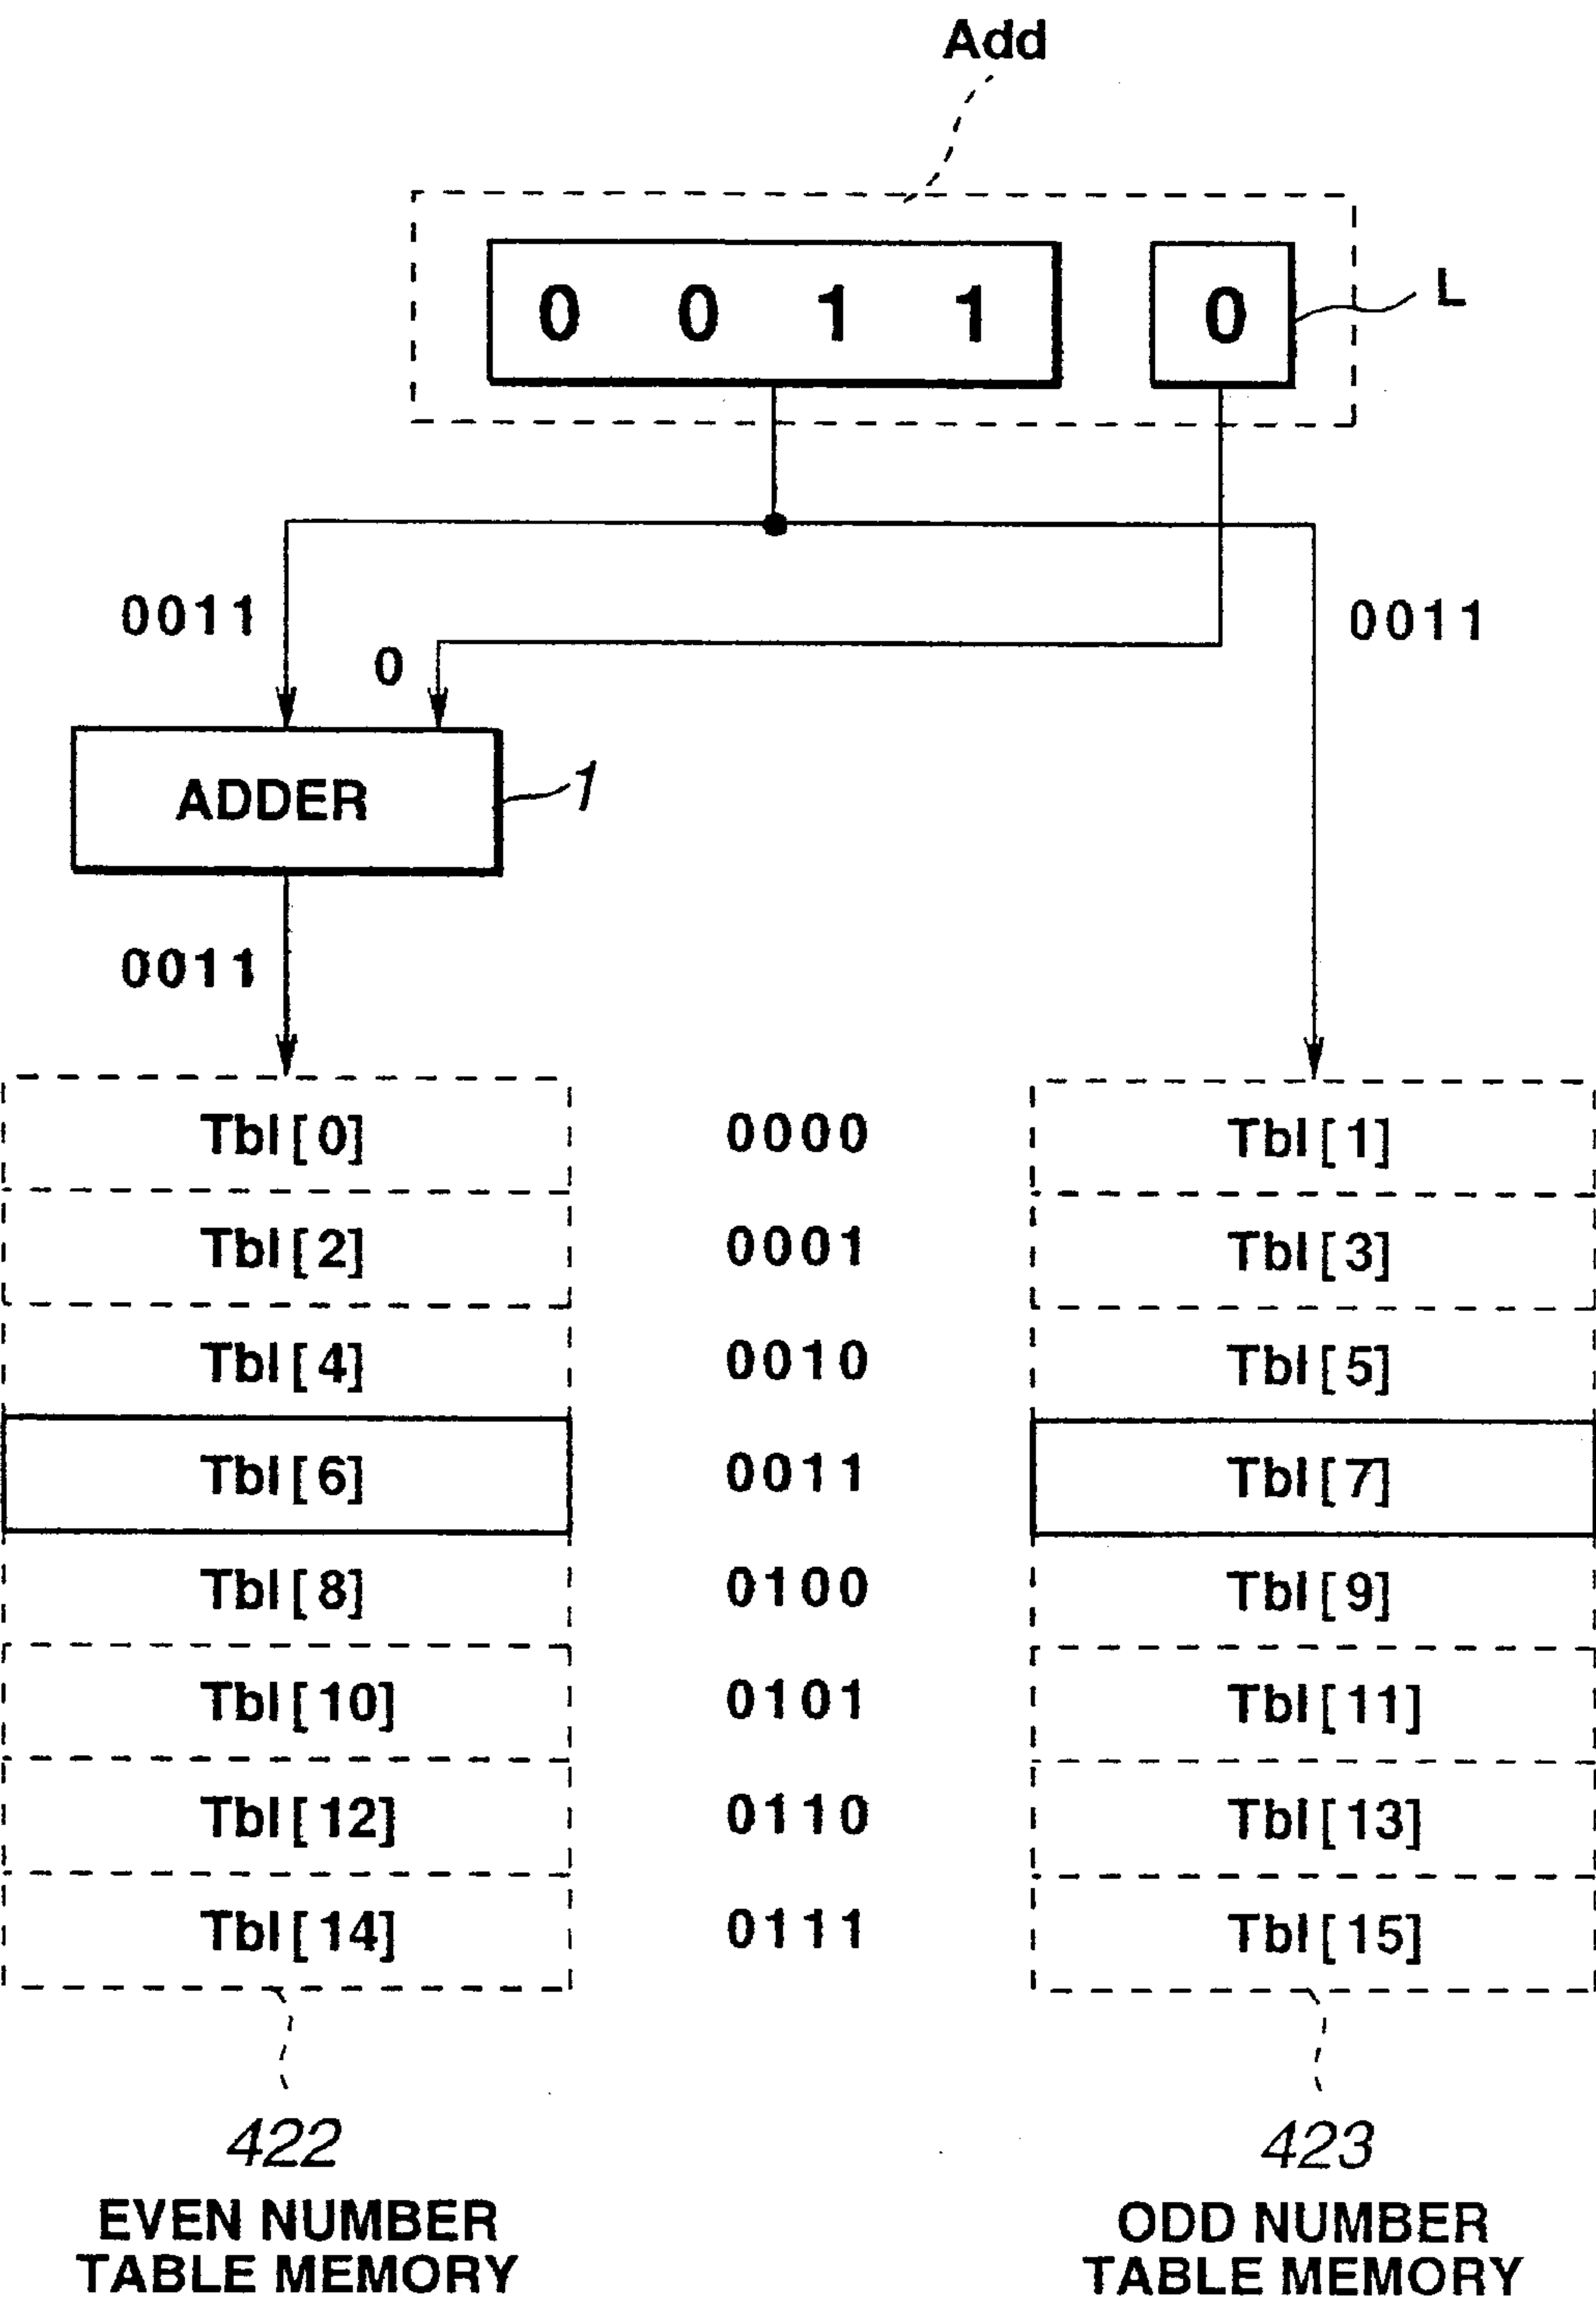 Add
0 0 1 1 0
L
0011
0011
0
ADDER
1
0011
Tbl[0] 0000 Tbl[1]
Tbl[2] 0001 Tbl[3]
Tbl[4] 0010 Tbl[5]
Tbl[6] 0011 Tbl[7]
Tbl[8] 0100 Tbl[9]
Tbl[10] 0101 Tbl[11]
Tbl[12] 0110 Tbl[13]
Tbl[14] 0111 Tbl[15]
422
EVEN NUMBER
TABLE MEMORY
423
ODD NUMBER
TABLE MEMORY